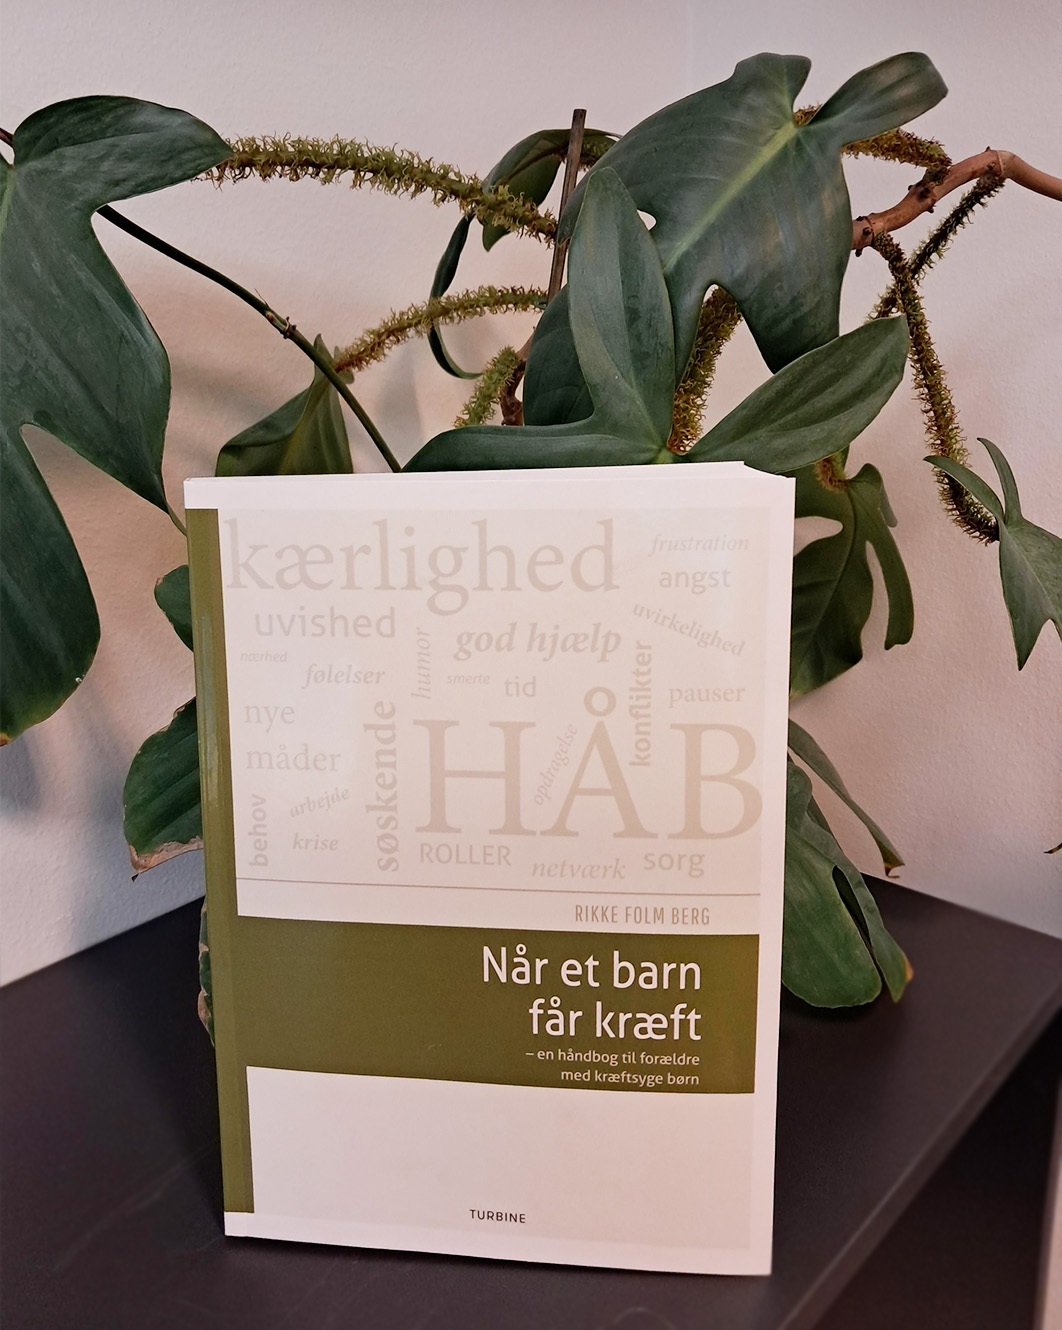 kærlighed
frustration
angst
uvished
uvirkelighed
god hjælp
humor
nærhed
følelser
smerte
tid
konflikter
pauser
nye
måder
søskende
HÅB
opdragelse
arbejde
behov
krise
ROLLER
netværk
sorg
RIKKE FOLM BERG
Når et barn
får kræft
– en håndbog til forældre
med kræftsyge børn
TURBINE